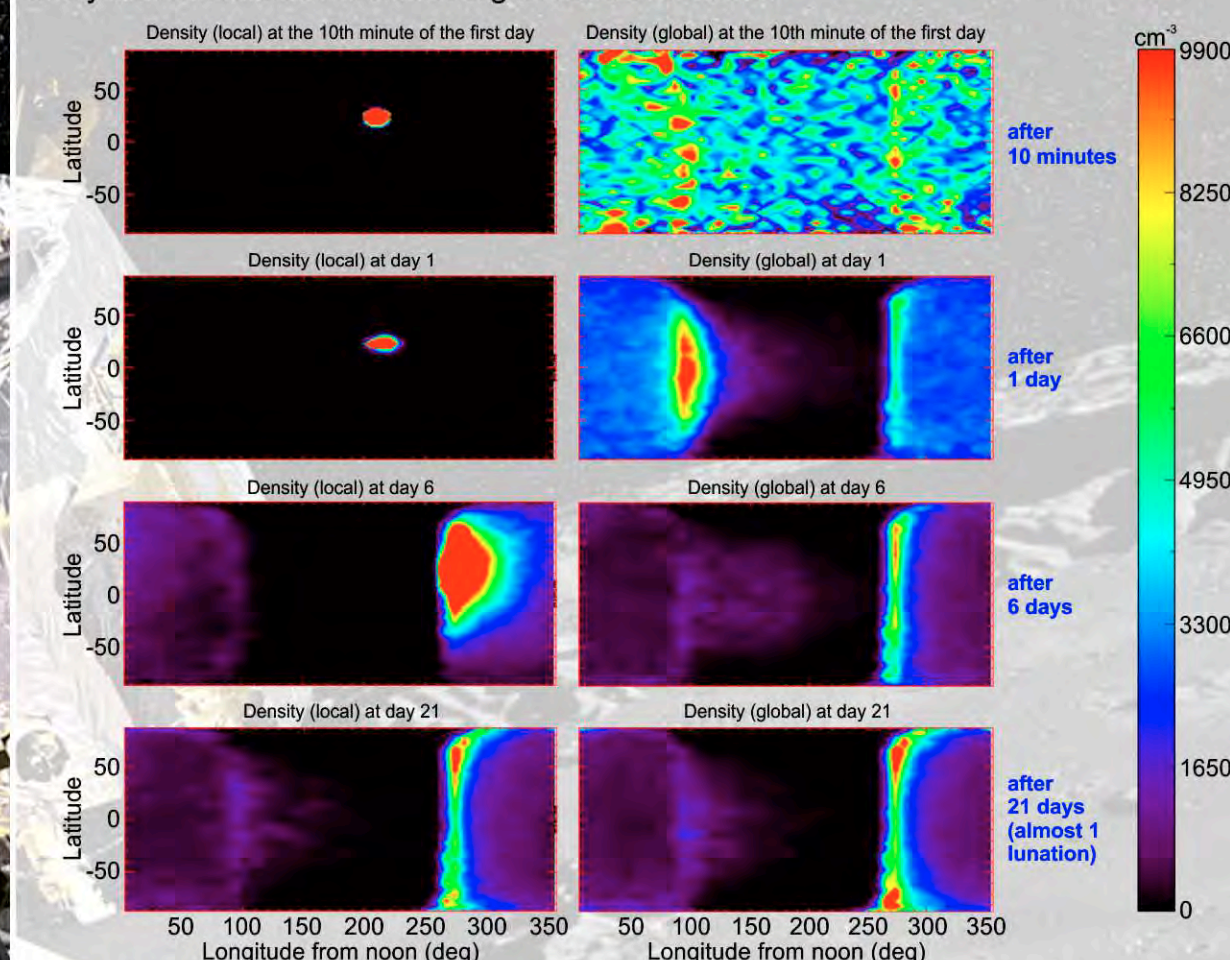 Density (local) at the 10th minute of the first day
Density (global) at the 10th minute of the first day
cm-3
9900
8250
6600
4950
3300
1650
0
Latitude
50
0
-50
after
10 minutes
Density (local) at day 1
Density (global) at day 1
Latitude
50
0
-50
after
1 day
Density (local) at day 6
Density (global) at day 6
Latitude
50
0
-50
after
6 days
Density (local) at day 21
Density (global) at day 21
Latitude
50
0
-50
after
21 days
(almost 1
lunation)
50 100 150 200 250 300 350
50 100 150 200 250 300 350
Longitude from noon (deg)
Longitude from noon (deg)